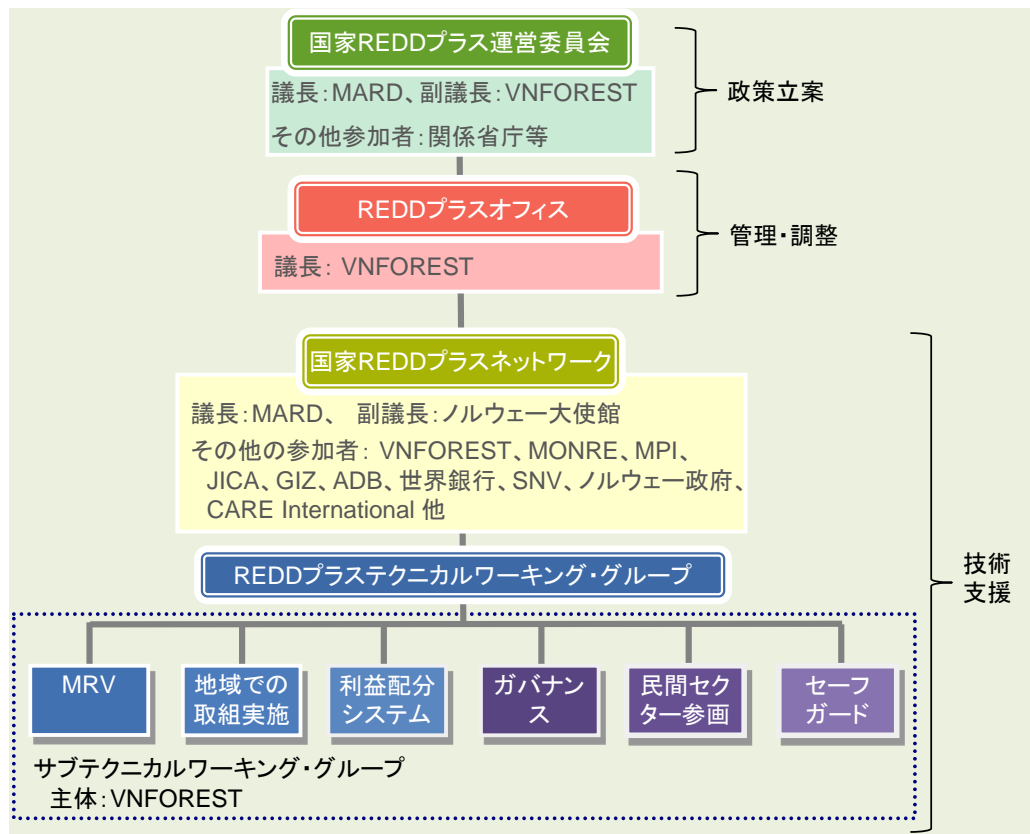 国家REDDプラス運営委員会
議長：MARD、副議長：VNFOREST
その他参加者：関係省庁等
政策立案
REDDプラスオフィス
議長： VNFOREST
管理・調整
国家REDDプラスネットワーク
議長：MARD、 副議長：ノルウェー大使館
その他の参加者： VNFOREST、MONRE、MPI、
JICA、GIZ、ADB、世界銀行、SNV、ノルウェー政府、
CARE International 他
REDDプラステクニカルワーキング・グループ
技術
支援
MRV
地域での
取組実施
利益配分
システム
ガバナン
ス
民間セク
ター参画
セーフ
ガード
サブテクニカルワーキング・グループ
主体：VNFOREST